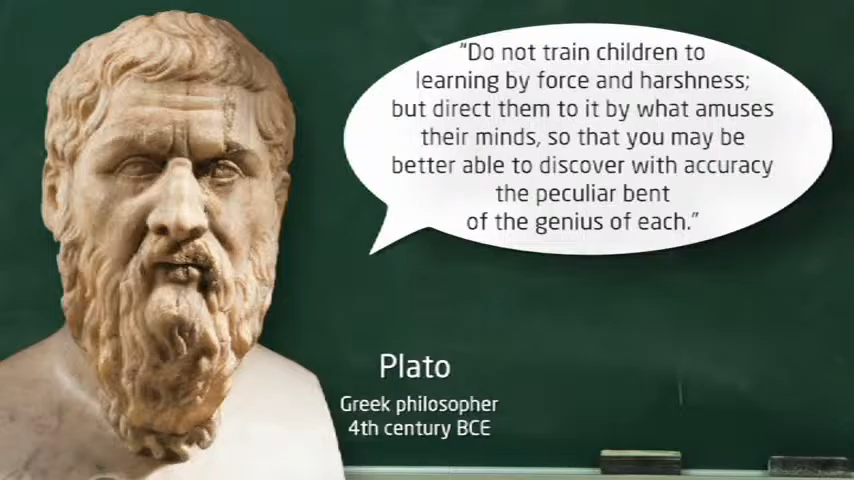 "Do not train children to
learning by force and harshness;
but direct them to it by what amuses
their minds, so that you may be
better able to discover with accuracy
the peculiar bent
of the genius of each."
Plato
Greek philosopher
4th century BCE